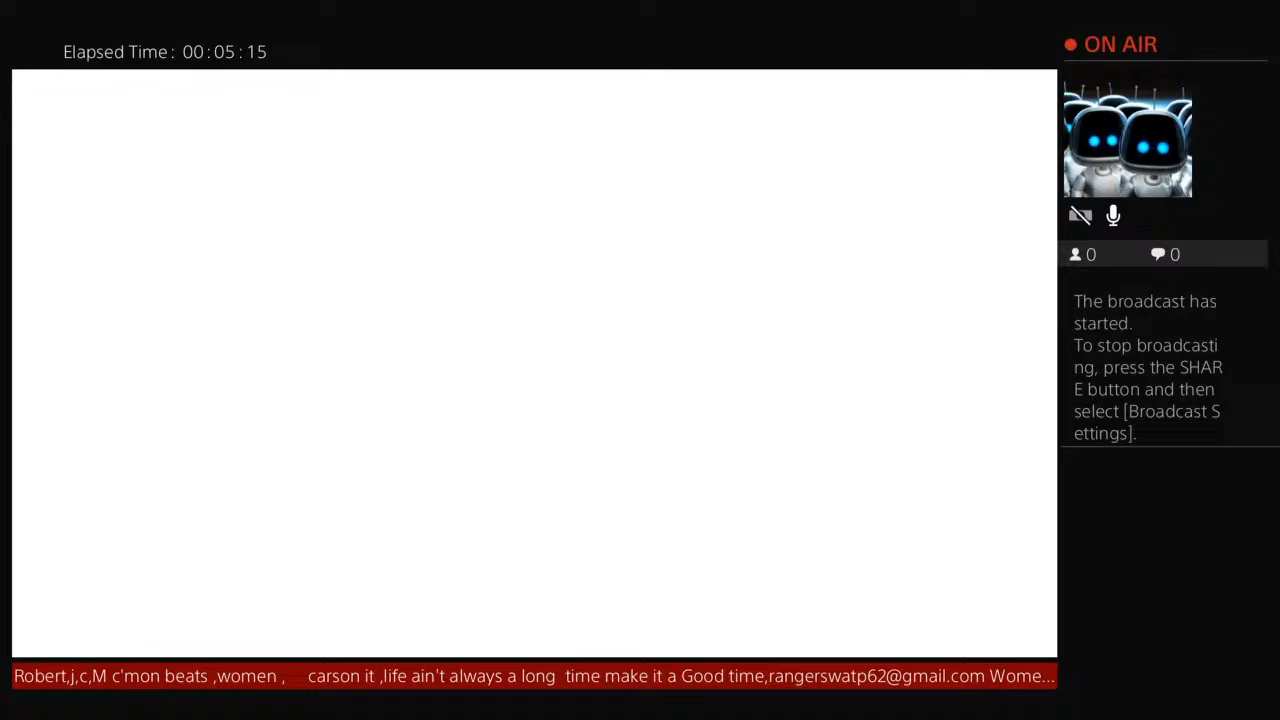 Elapsed Time: 00:05:15
ON AIR
0 0
The broadcast has
started.
To stop broadcasti
ng, press the SHAR
E button and then
select [Broadcast S
ettings].
Robert,j,c,M c'mon beats ,women , carson it ,life ain't always a long time make it a Good time,rangerswatp62@gmail.com Wome...